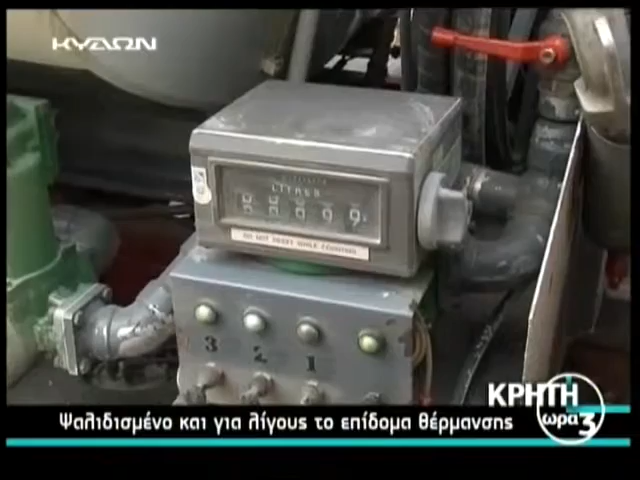 ΚΥΔΩΝ
LITRES
DO NOT RESET WHILE COUNTING
3 2 1
ΚΡΗΤΗ
ώρα 3
Ψαλιδισμένο και για λίγους το επίδομα θέρμανσης